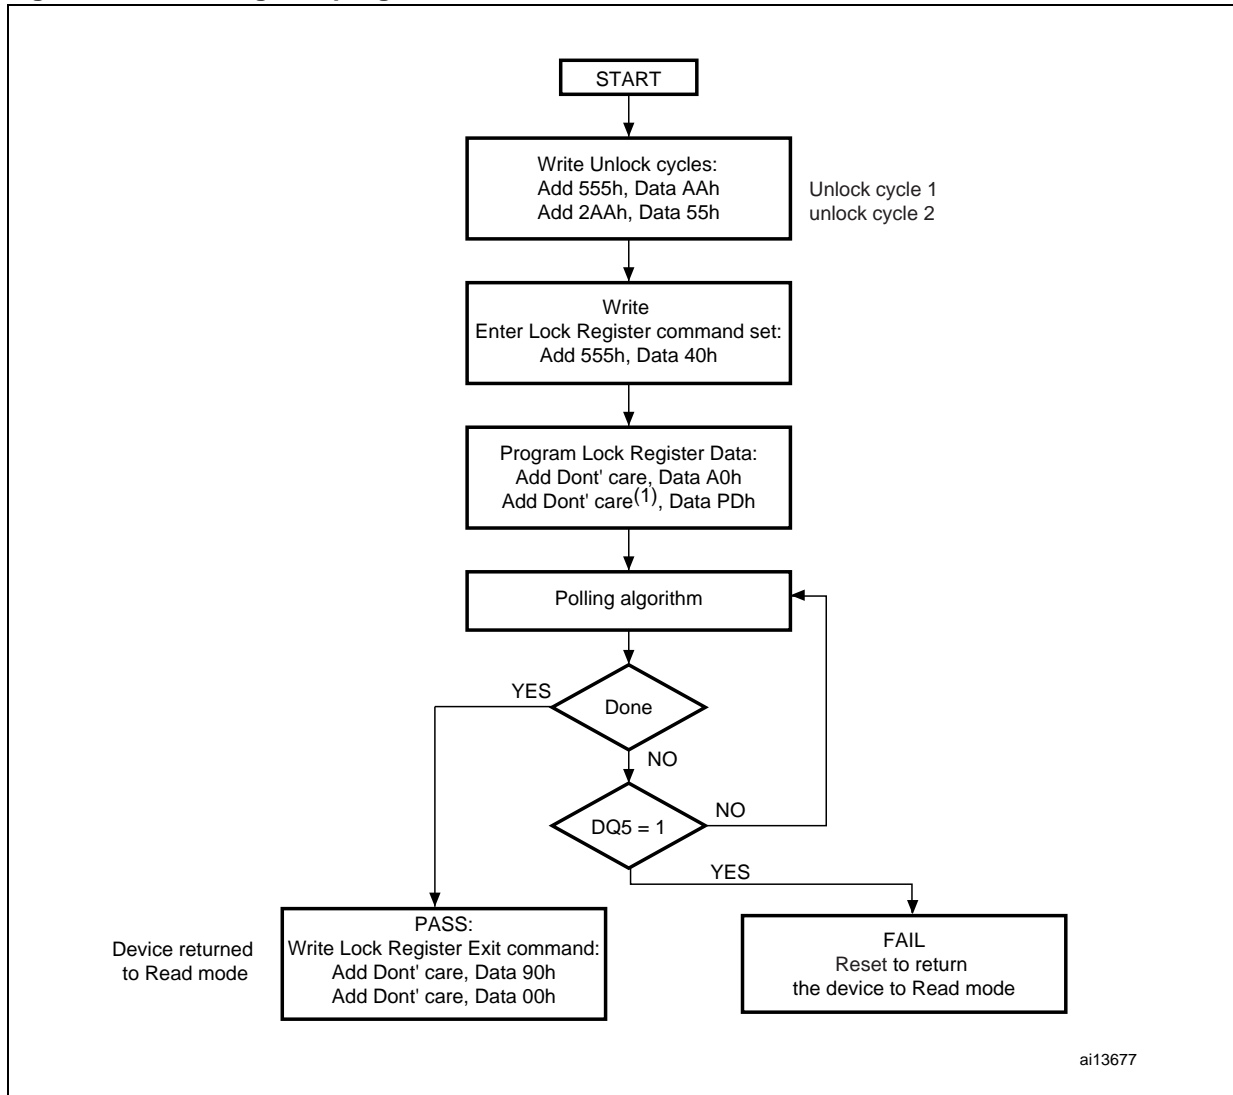 START
Write Unlock cycles:
Add 555h, Data AAh
Add 2AAh, Data 55h
Unlock cycle 1
unlock cycle 2
Write
Enter Lock Register command set:
Add 555h, Data 40h
Program Lock Register Data:
Add Dont' care, Data A0h
Add Dont' care(1), Data PDh
Polling algorithm
YES
Done
NO
DQ5 = 1
NO
YES
Device returned
to Read mode
PASS:
Write Lock Register Exit command:
Add Dont' care, Data 90h
Add Dont' care, Data 00h
FAIL
Reset to return
the device to Read mode
ai13677